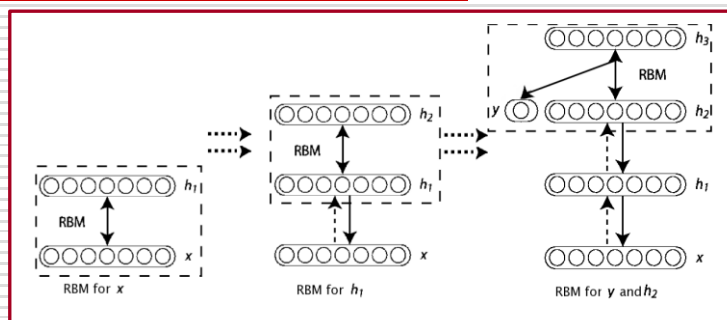 h₃
RBM
h₂
y
h₂
RBM
h₁
h₁
h₁
RBM
x
x
x
RBM for x
RBM for h₁
RBM for y and h₂